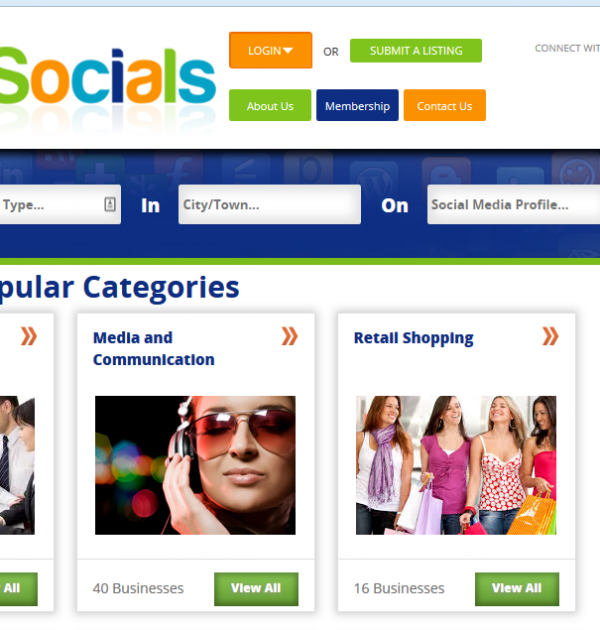 Socials
LOGIN OR SUBMIT A LISTING CONNECT WIT
About Us Membership Contact Us
Type... In City/Town... On Social Media Profile...
pular Categories
Media and
Communication
Retail Shopping
All 40 Businesses View All 16 Businesses View All